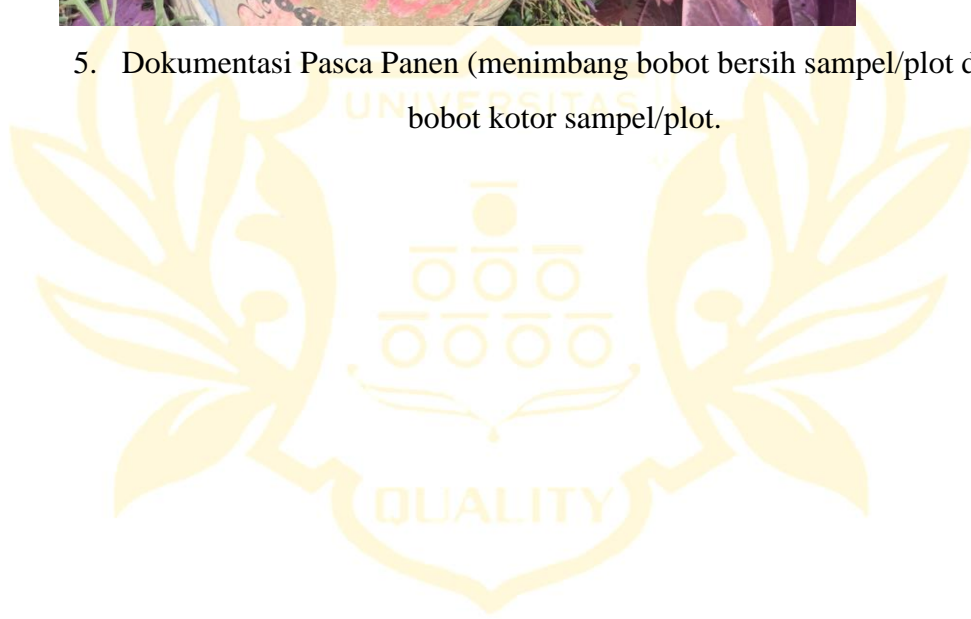 5. Dokumentasi Pasca Panen (menimbang bobot bersih sampel/plot
UNIVERSITAS
bobot kotor sampel/plot.
QUALITY